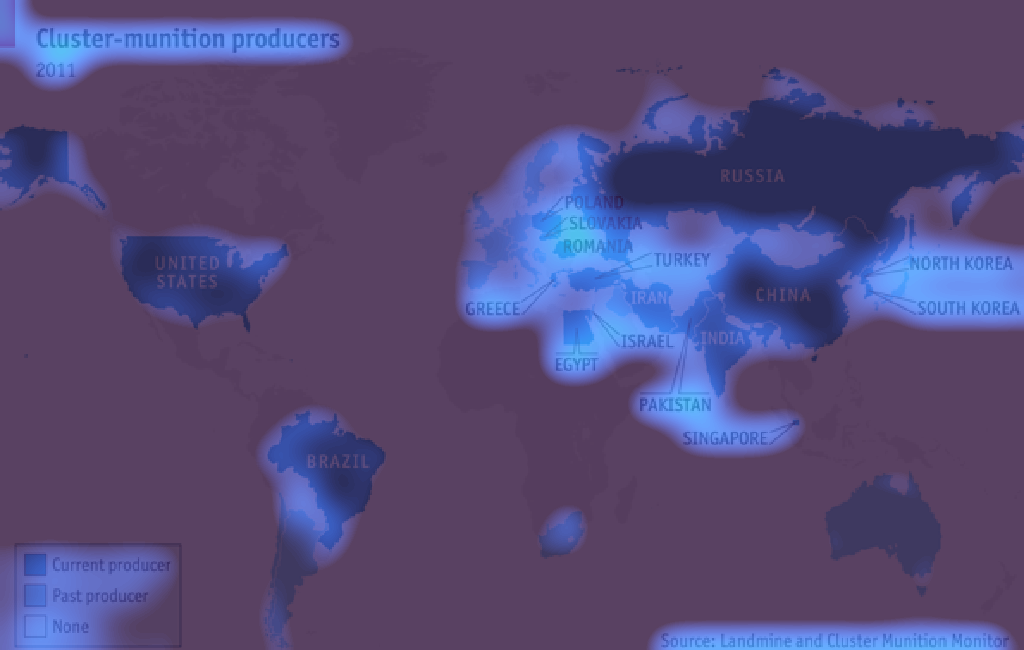 Cluster-munition producers
2011
RUSSIA
POLAND
SLOVAKIA
ROMANIA
TURKEY
NORTH KOREA
UNITED
STATES
GREECE
IRAN
CHINA
SOUTH KOREA
ISRAEL
INDIA
EGYPT
PAKISTAN
SINGAPORE
BRAZIL
Current producer
Past producer
None
Source: Landmine and Cluster Munition Monitor